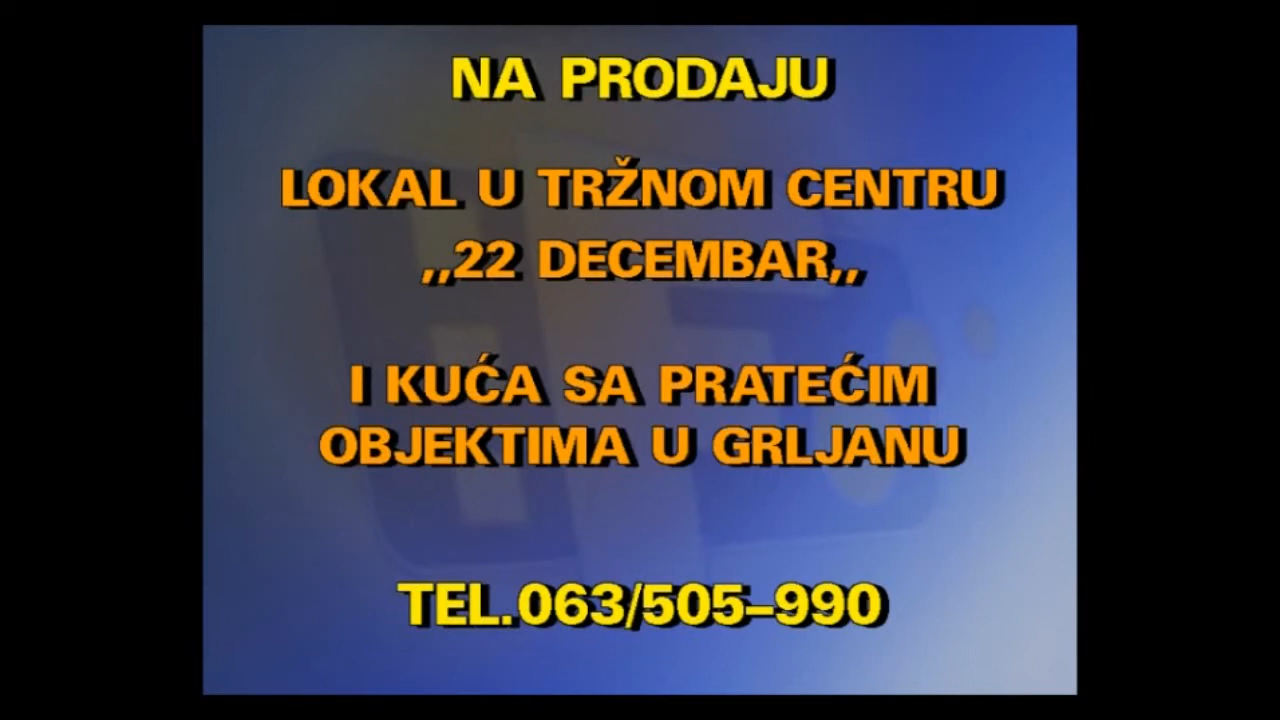 NA PRODAJU
LOKAL U TRŽNOM CENTRU
,,22 DECEMBAR,,
I KUĆA SA PRATEĆIM
OBJEKTIMA U GRLJANU
TEL.063/505–990